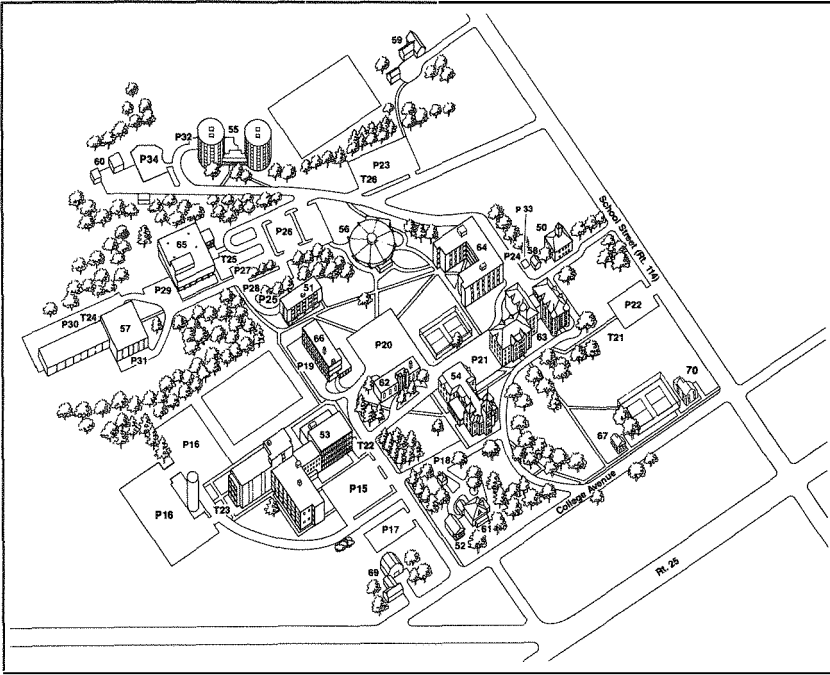 59
P32
55
60
P34
P23
T26
School Street (Rt. 114)
P 33
50
P26
56
65
64
58
T25
P24
P27
P28
P29
P25
51
P22
T24
P30
57
66
P20
63
T21
P31
P19
P21
62
54
70
P16
53
T22
67
P18
P15
P16
College Avenue
T23
61
P17
52
69
Rt. 25